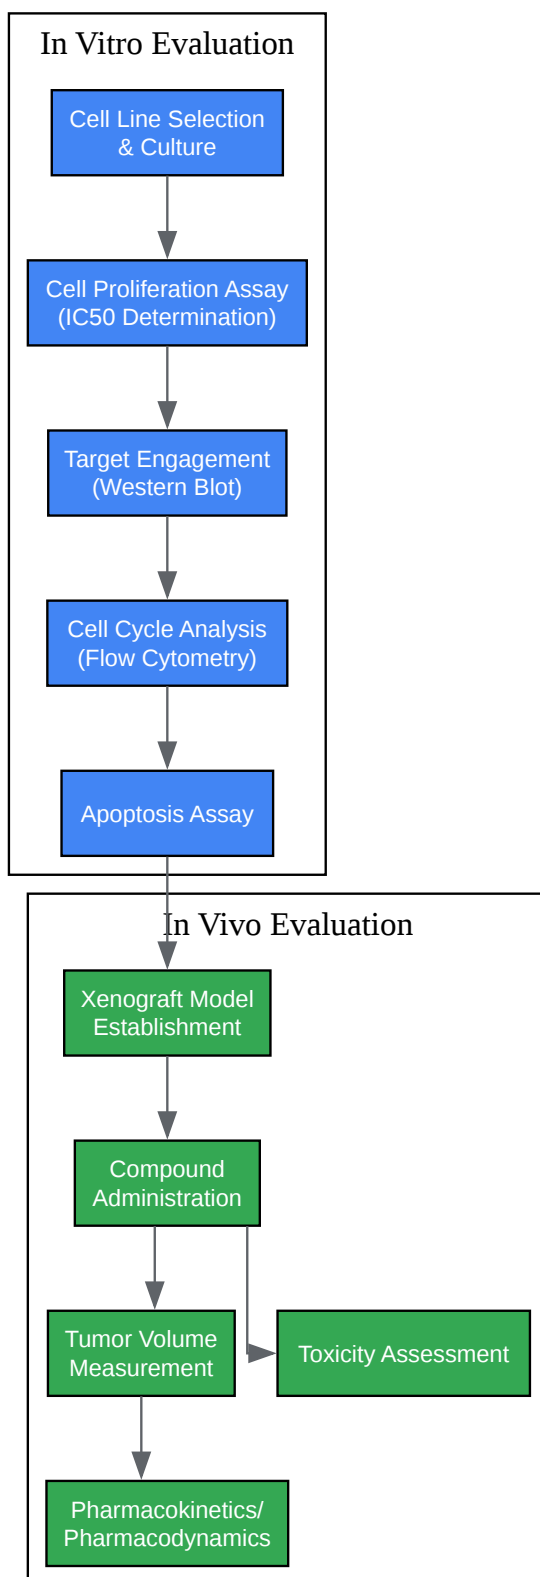 In Vitro Evaluation
Cell Line Selection
& Culture
Cell Proliferation Assay
(IC50 Determination)
Target Engagement
(Western Blot)
Cell Cycle Analysis
(Flow Cytometry)
Apoptosis Assay
In Vivo Evaluation
Xenograft Model
Establishment
Compound
Administration
Tumor Volume
Measurement
Toxicity Assessment
Pharmacokinetics/
Pharmacodynamics